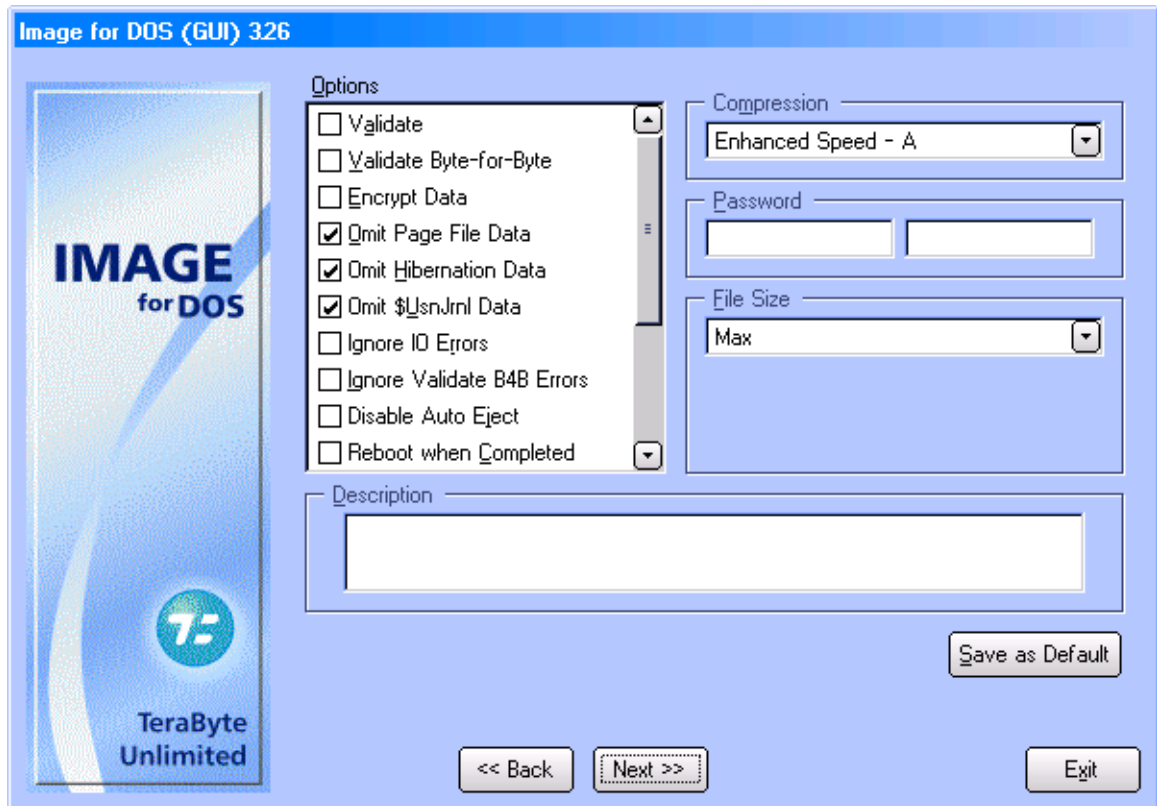 Image for DOS (GUI) 3.26
IMAGE
for DOS
TeraByte
Unlimited
Options
Validate
Validate Byte-for-Byte
Encrypt Data
Omit Page File Data
Omit Hibernation Data
Omit $UsnJrnl Data
Ignore IO Errors
Ignore Validate B4B Errors
Disable Auto Eject
Reboot when Completed
Compression
Enhanced Speed - A
Password
File Size
Max
Description
Save as Default
<< Back
Next >>
Exit